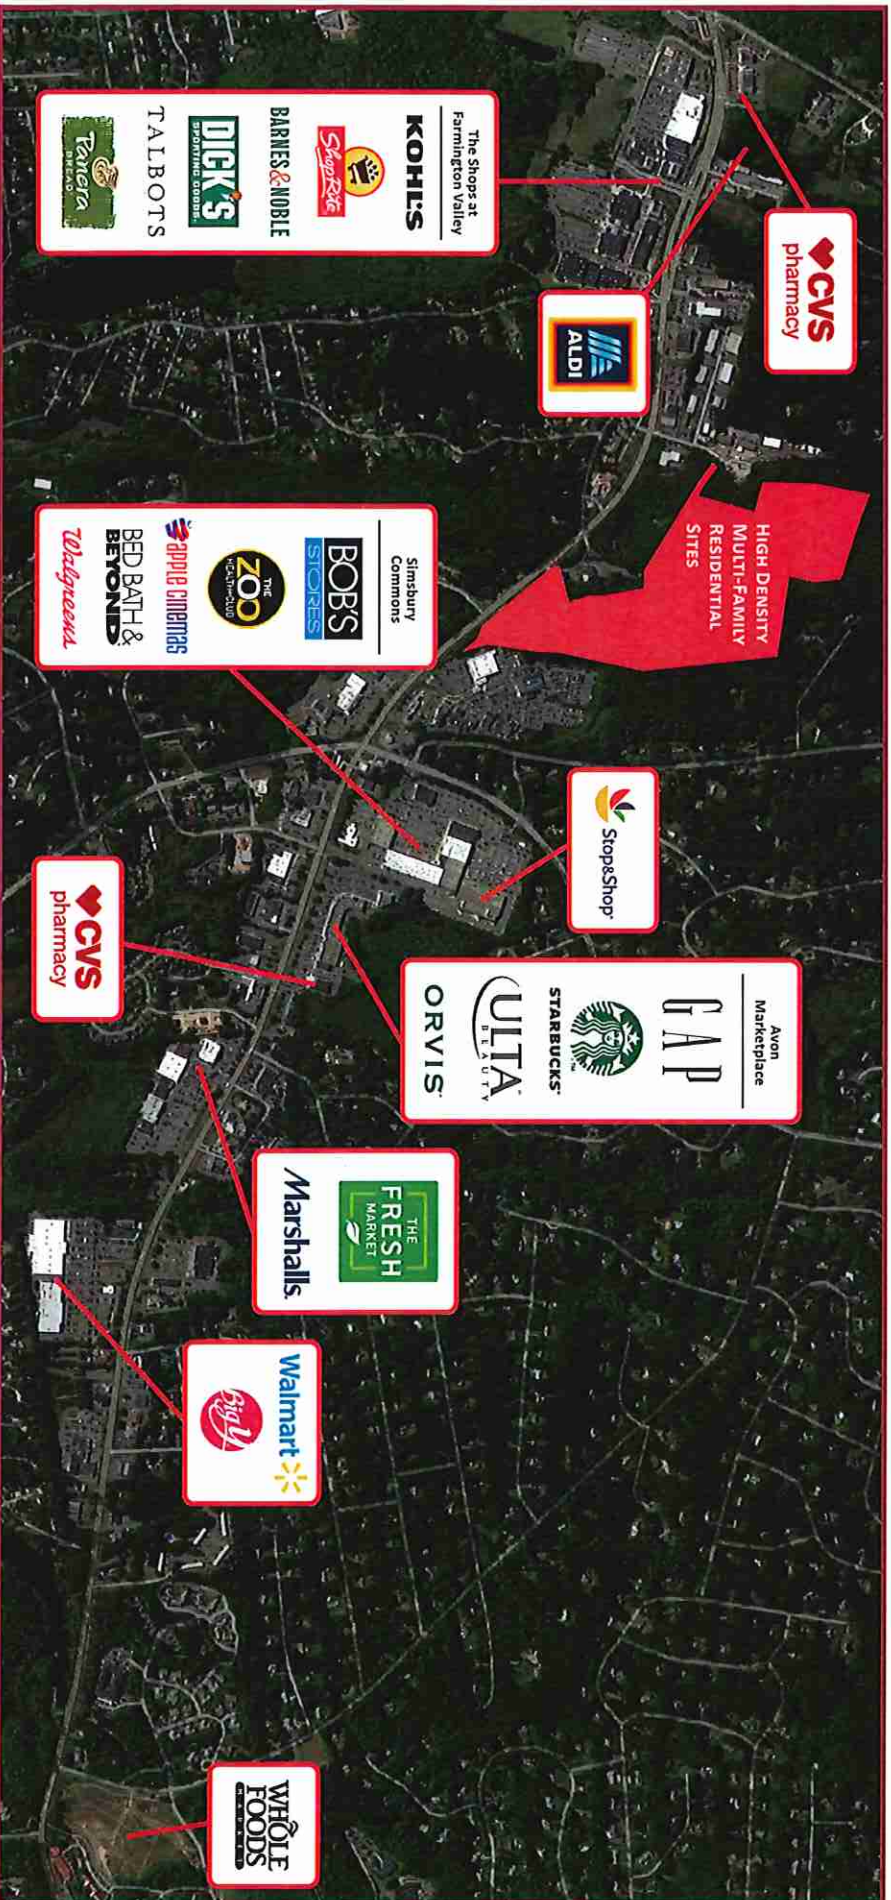 The Shops at
Farmington Valley
KOHL'S
ShopRite
BARNES & NOBLE
DICK'S
SPORTING GOODS.
TALBOTS
Panera
BREAD
CVS
pharmacy
ALDI
HIGH DENSITY
MULTI-FAMILY
RESIDENTIAL
SITES
Simsbury
Commons
BOB'S
STORES
THE
ZOO
HEALTH CLUB
apple cinemas
BED BATH &
BEYOND
Walgreens
Stop&Shop
CVS
pharmacy
Avon
Marketplace
GAP
STARBUCKS
ULTA
BEAUTY
ORVIS
THE
FRESH
MARKET
Marshalls.
Walmart
Big Y
WHOLE
FOODS
MARKET